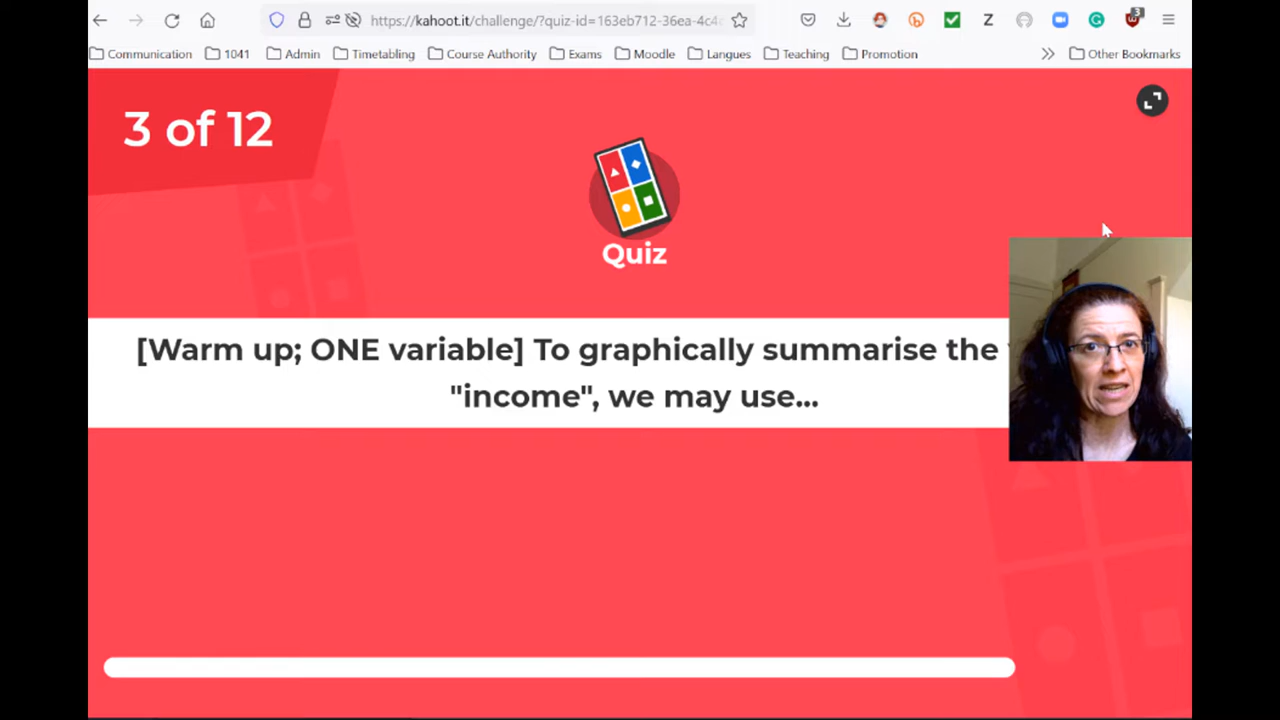 https://kahoot.it/challenge/?quiz-id=163eb712-36ea-4c4
3
Communication 1041 Admin Timetabling Course Authority Exams Moodle Langues Teaching Promotion Other Bookmarks
3 of 12
Quiz
[Warm up; ONE variable] To graphically summarise the
"income", we may use...